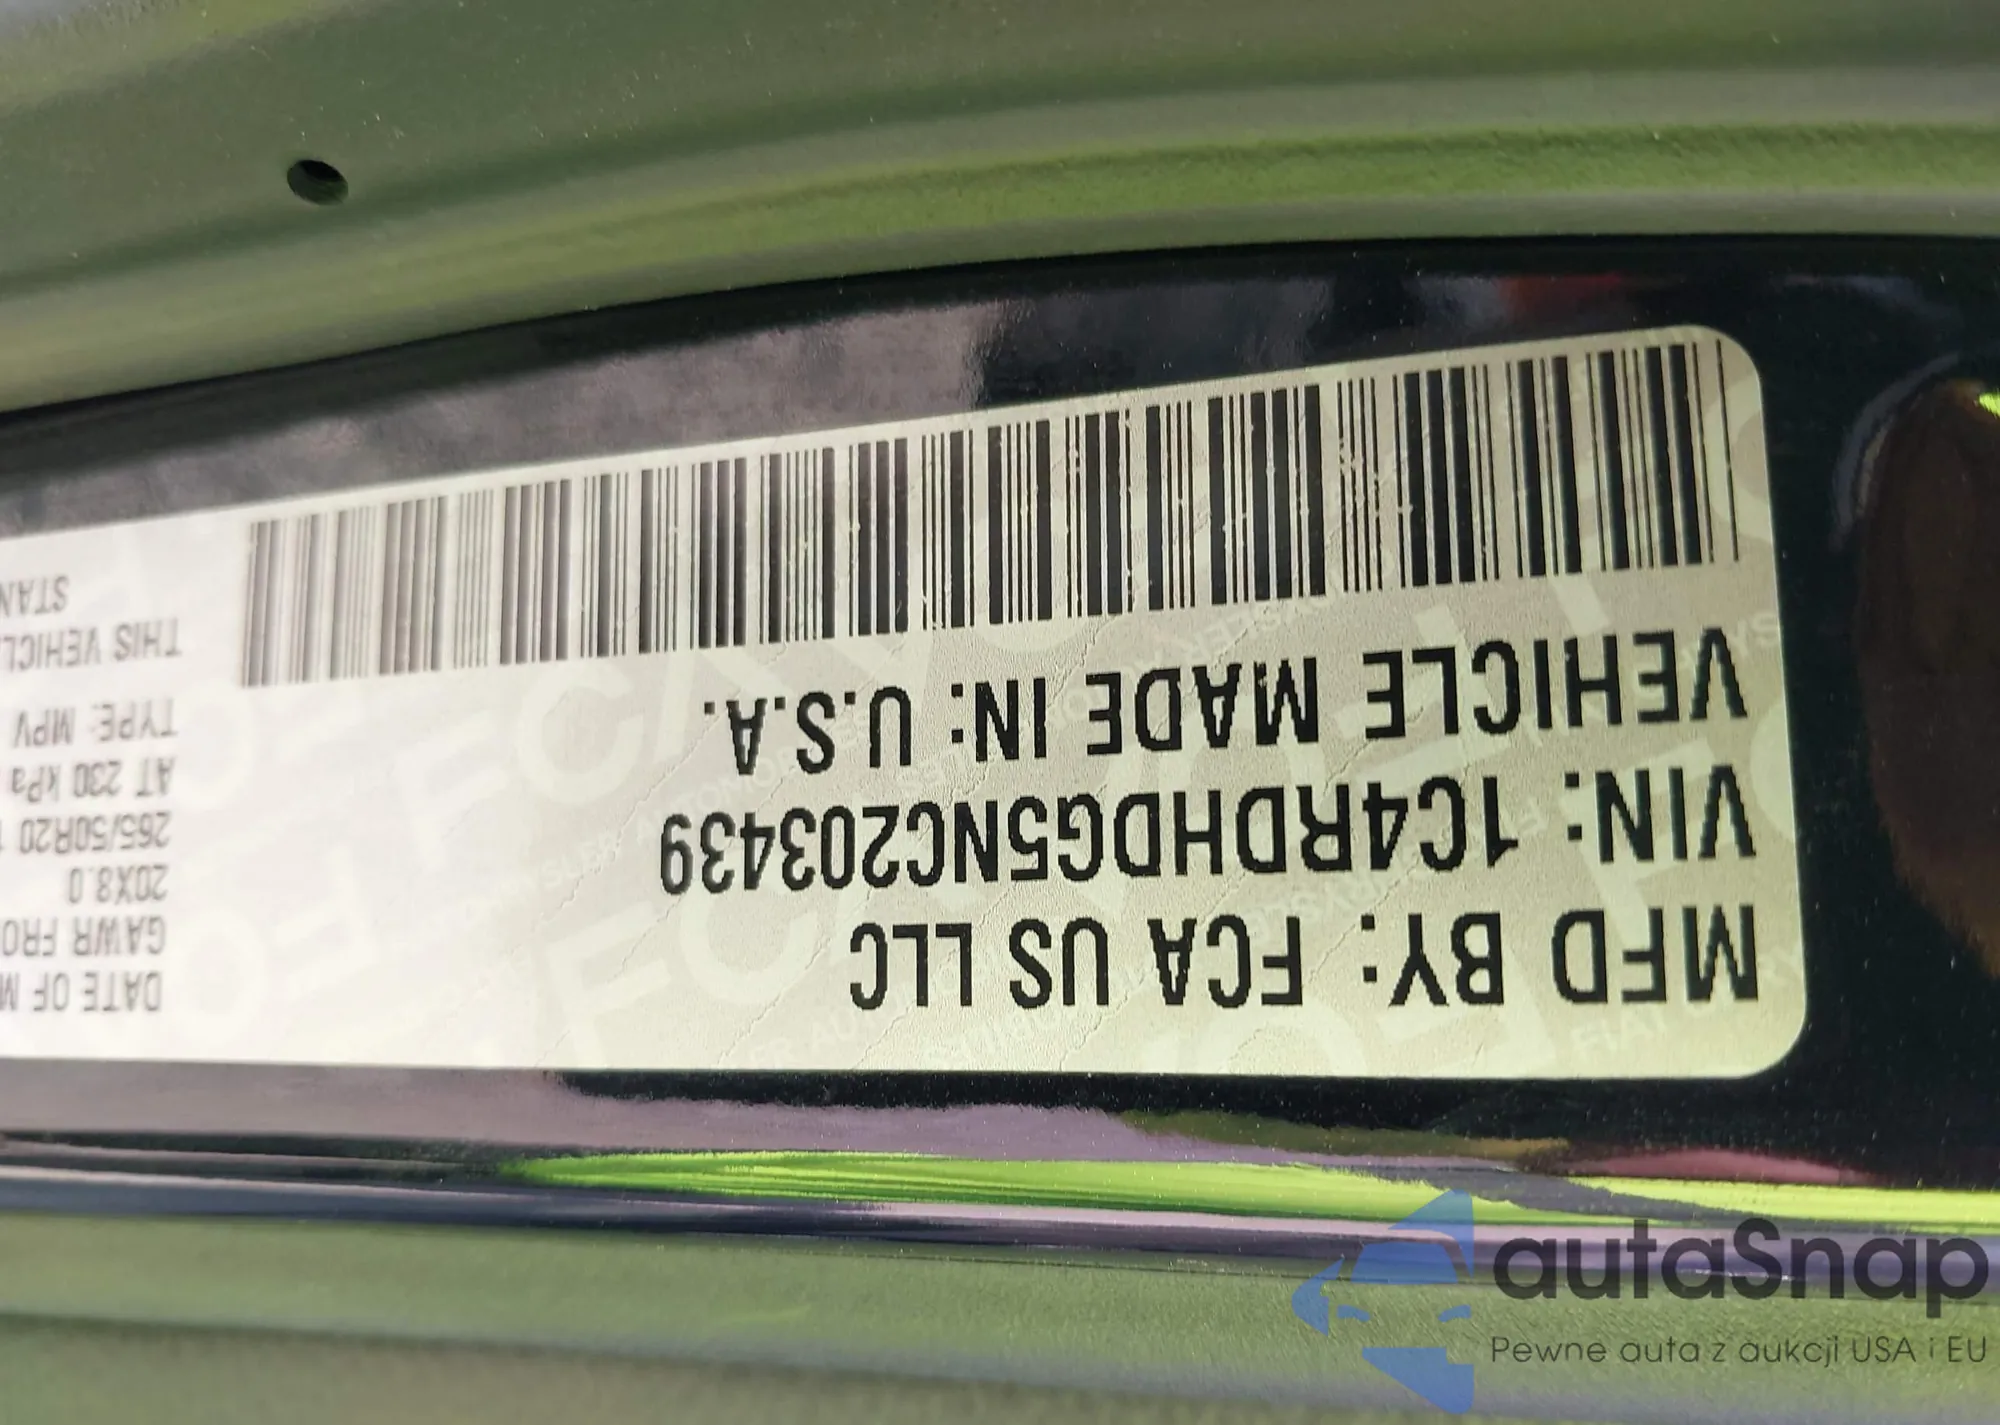 MFD BY: FCA US LLC
VIN: 1C4RDHDG5NC203439
VEHICLE MADE IN: U.S.A.
DATE OF M
GAWR FRO
20X8.0
265/50R20 1
AT 230 kPa
TYPE: MPV
THIS VEHICL
STAN
autaSnap
Pewne auta z aukcji USA i EU